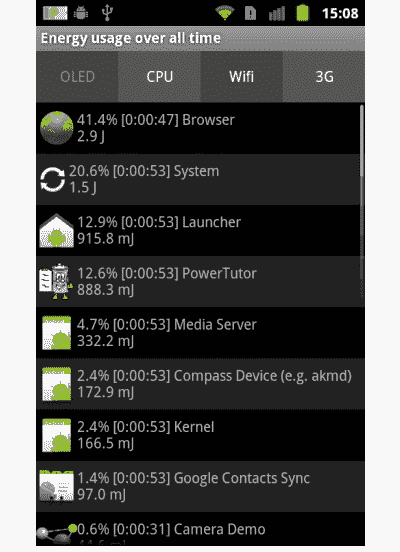 15:08
Energy usage over all time
OLED CPU Wifi 3G
41.4% [0:00:47] Browser
2.9 J
20.6% [0:00:53] System
1.5 J
12.9% [0:00:53] Launcher
915.8 mJ
12.6% [0:00:53] PowerTutor
888.3 mJ
4.7% [0:00:53] Media Server
332.2 mJ
2.4% [0:00:53] Compass Device (e.g. akmd)
172.9 mJ
2.4% [0:00:53] Kernel
166.5 mJ
1.4% [0:00:53] Google Contacts Sync
97.0 mJ
0.6% [0:00:31] Camera Demo